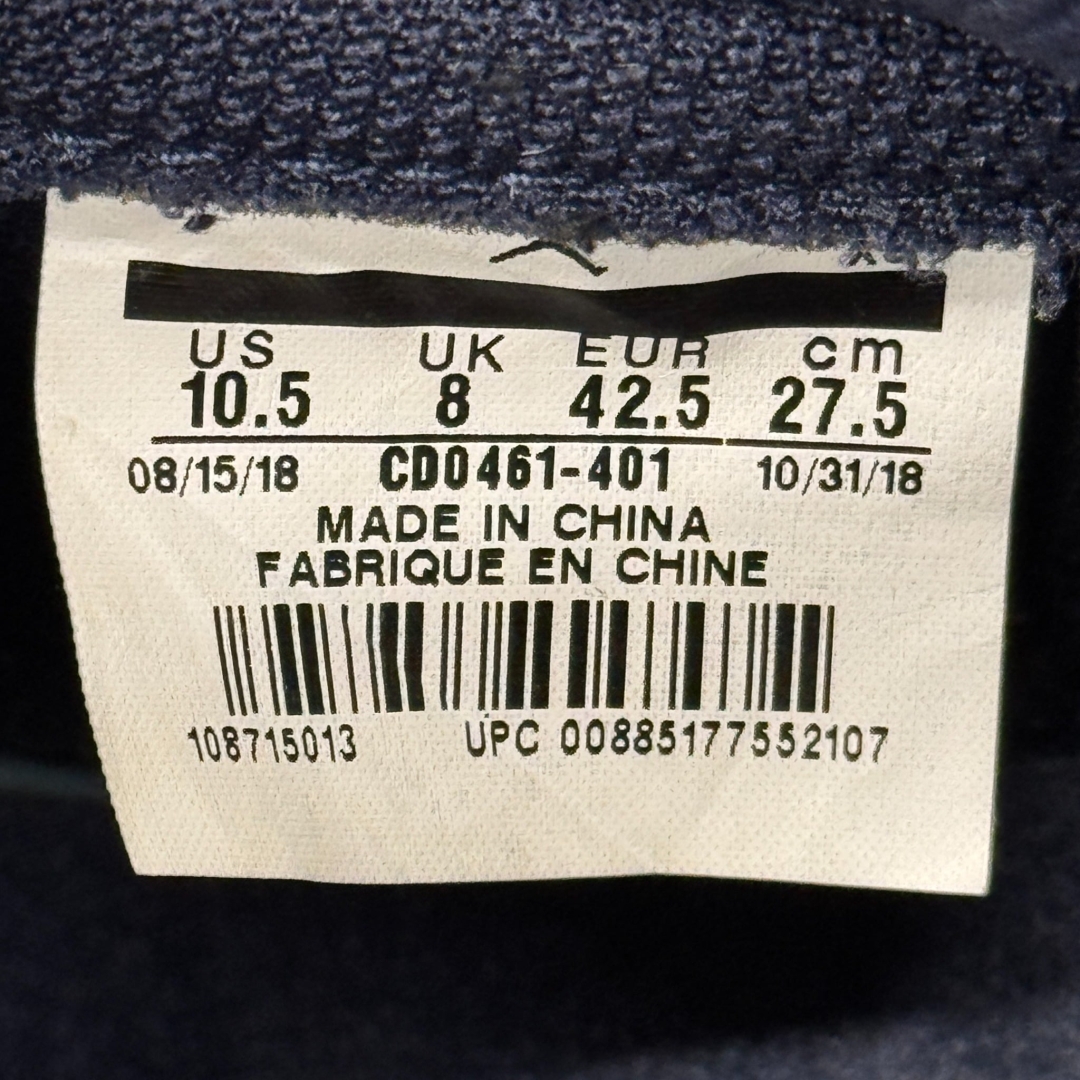 US UK EUR cm
10.5 8 42.5 27.5
08/15/18 CD0461-401 10/31/18
MADE IN CHINA
FABRIQUE EN CHINE
108715013 UPC 00885177552107